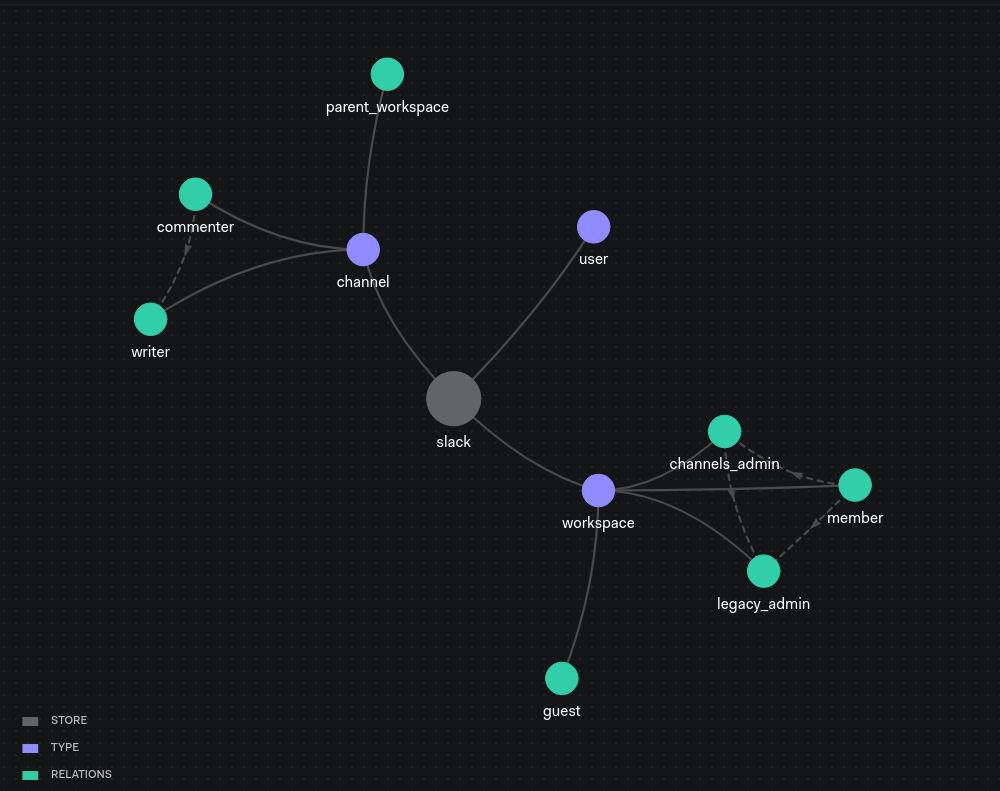 parent_workspace
commenter
user
channel
writer
slack
channels_admin
member
workspace
legacy_admin
guest
STORE
TYPE
RELATIONS